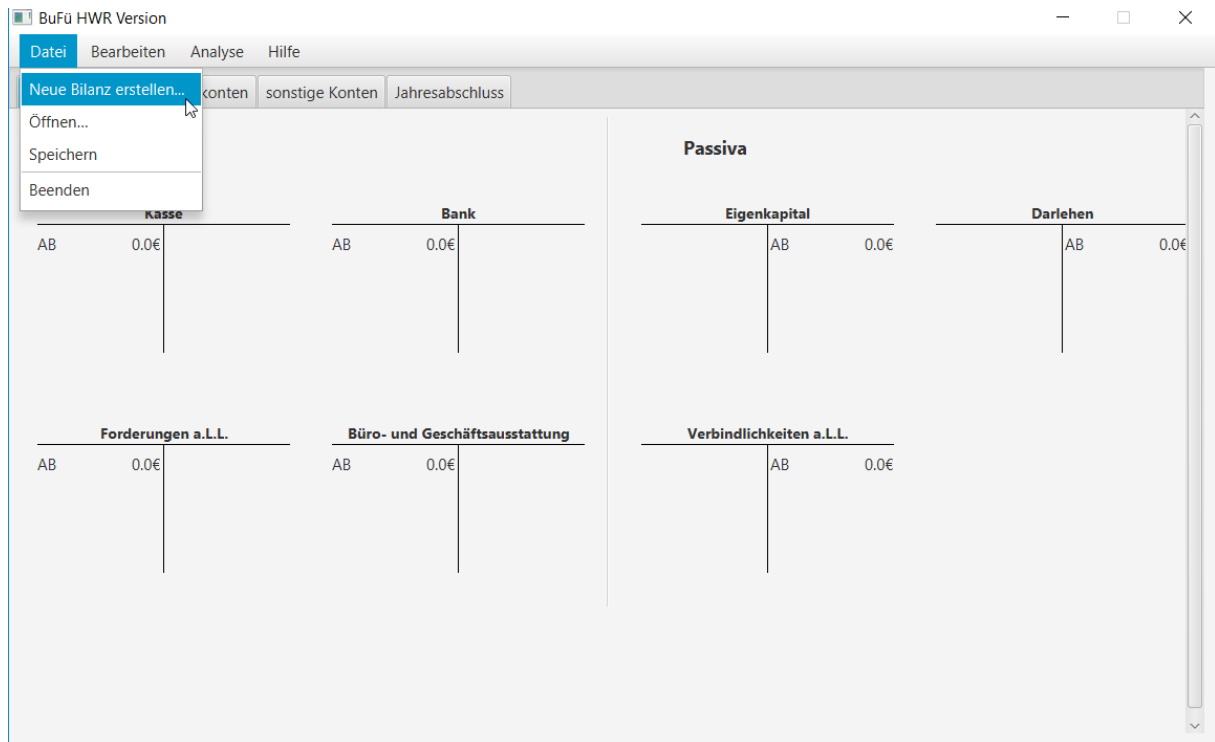 BuFü HWR Version
Datei Bearbeiten Analyse Hilfe
Neue Bilanz erstellen...
konten sonstige Konten Jahresabschluss
Öffnen...
Speichern
Beenden
Passiva
Kasse Bank Eigenkapital Darlehen
AB 0.0€ AB 0.0€ AB 0.0€ AB 0.0€
Forderungen a.L.L. Büro- und Geschäftsausstattung Verbindlichkeiten a.L.L.
AB 0.0€ AB 0.0€ AB 0.0€